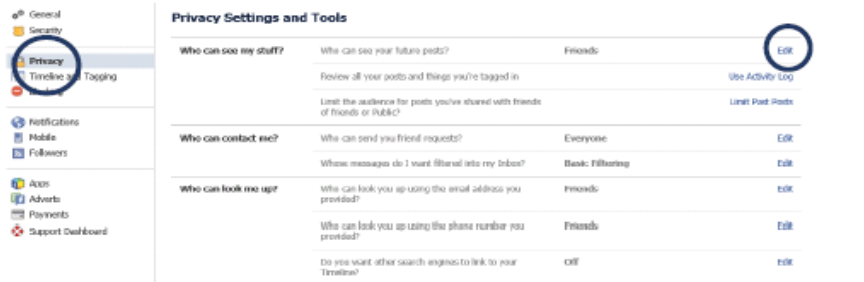 General
Security
Privacy
Timeline and Tagging
Notifications
Mobile
Followers
Apps
Adverts
Payments
Support Dashboard
Privacy Settings and Tools
Who can see my stuff? Who can see your future posts? Friends Edit
Review all your posts and things you're tagged in Use Activity Log
Limit the audience for posts you've shared with friends Limit Past Posts
of friends or Public?
Who can contact me? Who can send you friend requests? Everyone Edit
Whose messages do I want filtered into my Inbox? Basic Filtering Edit
Who can look me up? Who can look you up using the email address you Friends Edit
provided?
Who can look you up using the phone number you Friends Edit
provided?
Do you want other search engines to link to your Off Edit
Timeline?